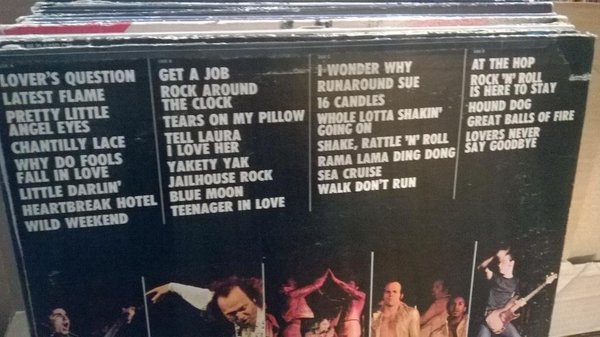 LOVER'S QUESTION
LATEST FLAME
PRETTY LITTLE
ANGEL EYES
CHANTILLY LACE
WHY DO FOOLS
FALL IN LOVE
LITTLE DARLIN'
HEARTBREAK HOTEL
WILD WEEKEND
GET A JOB
ROCK AROUND
THE CLOCK
TEARS ON MY PILLOW
TELL LAURA
I LOVE HER
YAKETY YAK
JAILHOUSE ROCK
BLUE MOON
TEENAGER IN LOVE
I WONDER WHY
RUNAROUND SUE
16 CANDLES
WHOLE LOTTA SHAKIN'
GOING ON
SHAKE, RATTLE 'N' ROLL
RAMA LAMA DING DONG
SEA CRUISE
WALK DON'T RUN
AT THE HOP
ROCK 'N' ROLL
IS HERE TO STAY
HOUND DOG
GREAT BALLS OF FIRE
LOVERS NEVER
SAY GOODBYE